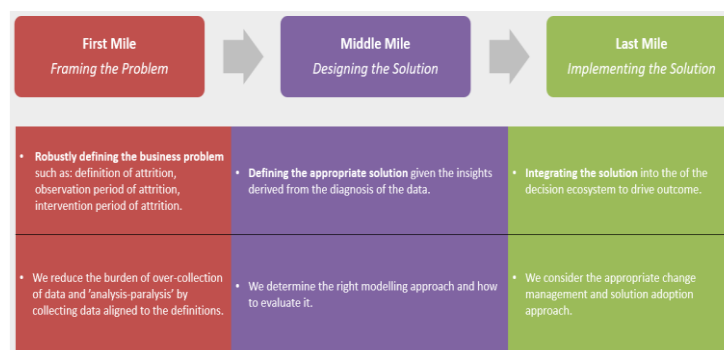 First Mile
Framing the Problem
Middle Mile
Designing the Solution
Last Mile
Implementing the Solution
• Robustly defining the business problem
such as: definition of attrition,
observation period of attrition,
intervention period of attrition.
• Defining the appropriate solution given the insights
derived from the diagnosis of the data.
• Integrating the solution into the of the
decision ecosystem to drive outcome.
• We reduce the burden of over-collection
of data and ‘analysis-paralysis’ by
collecting data aligned to the definitions.
• We determine the right modelling approach and how
to evaluate it.
• We consider the appropriate change
management and solution adoption
approach.